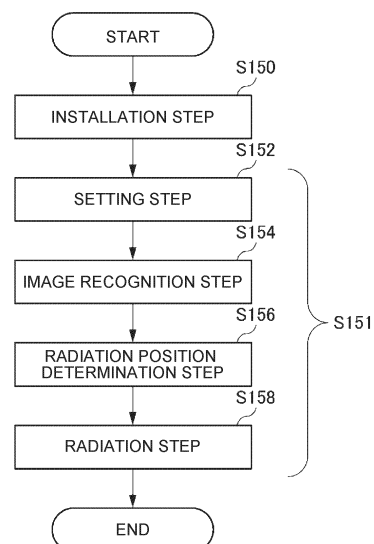 START
S150
INSTALLATION STEP
S152
SETTING STEP
S154
IMAGE RECOGNITION STEP
S151
S156
RADIATION POSITION
DETERMINATION STEP
S158
RADIATION STEP
END